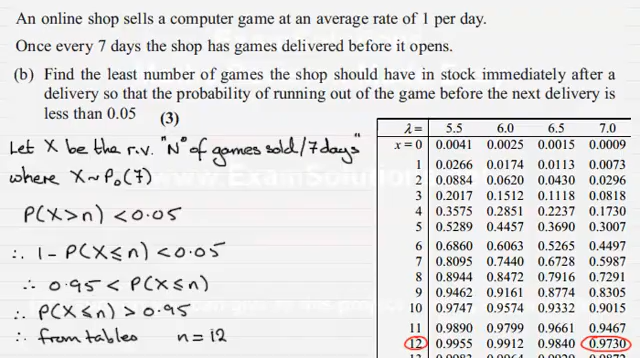 An online shop sells a computer game at an average rate of 1 per day.
Once every 7 days the shop has games delivered before it opens.
(b) Find the least number of games the shop should have in stock immediately after a
delivery so that the probability of running out of the game before the next delivery is
less than 0.05 (3)
Let X be the r.v. "Nº of games sold/7days"
where X~Po(7)
P(X>n) < 0.05
∴ 1 - P(X≤n) < 0.05
∴ 0.95 < P(X≤n)
∴ P(X≤n) > 0.95
∴ from tables n = 12
λ = 5.5 6.0 6.5 7.0
x = 0 0.0041 0.0025 0.0015 0.0009
1 0.0266 0.0174 0.0113 0.0073
2 0.0884 0.0620 0.0430 0.0296
3 0.2017 0.1512 0.1118 0.0818
4 0.3575 0.2851 0.2237 0.1730
5 0.5289 0.4457 0.3690 0.3007
6 0.6860 0.6063 0.5265 0.4497
7 0.8095 0.7440 0.6728 0.5987
8 0.8944 0.8472 0.7916 0.7291
9 0.9462 0.9161 0.8774 0.8305
10 0.9747 0.9574 0.9332 0.9015
11 0.9890 0.9799 0.9661 0.9467
12 0.9955 0.9912 0.9840 0.9730